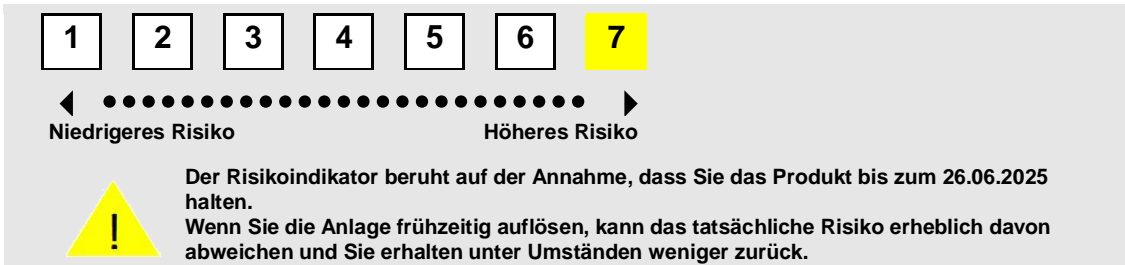 1 2 3 4 5 6 7
Niedrigeres Risiko Höheres Risiko
Der Risikoindikator beruht auf der Annahme, dass Sie das Produkt bis zum 26.06.2025
halten.
Wenn Sie die Anlage frühzeitig auflösen, kann das tatsächliche Risiko erheblich davon
! abweichen und Sie erhalten unter Umständen weniger zurück.